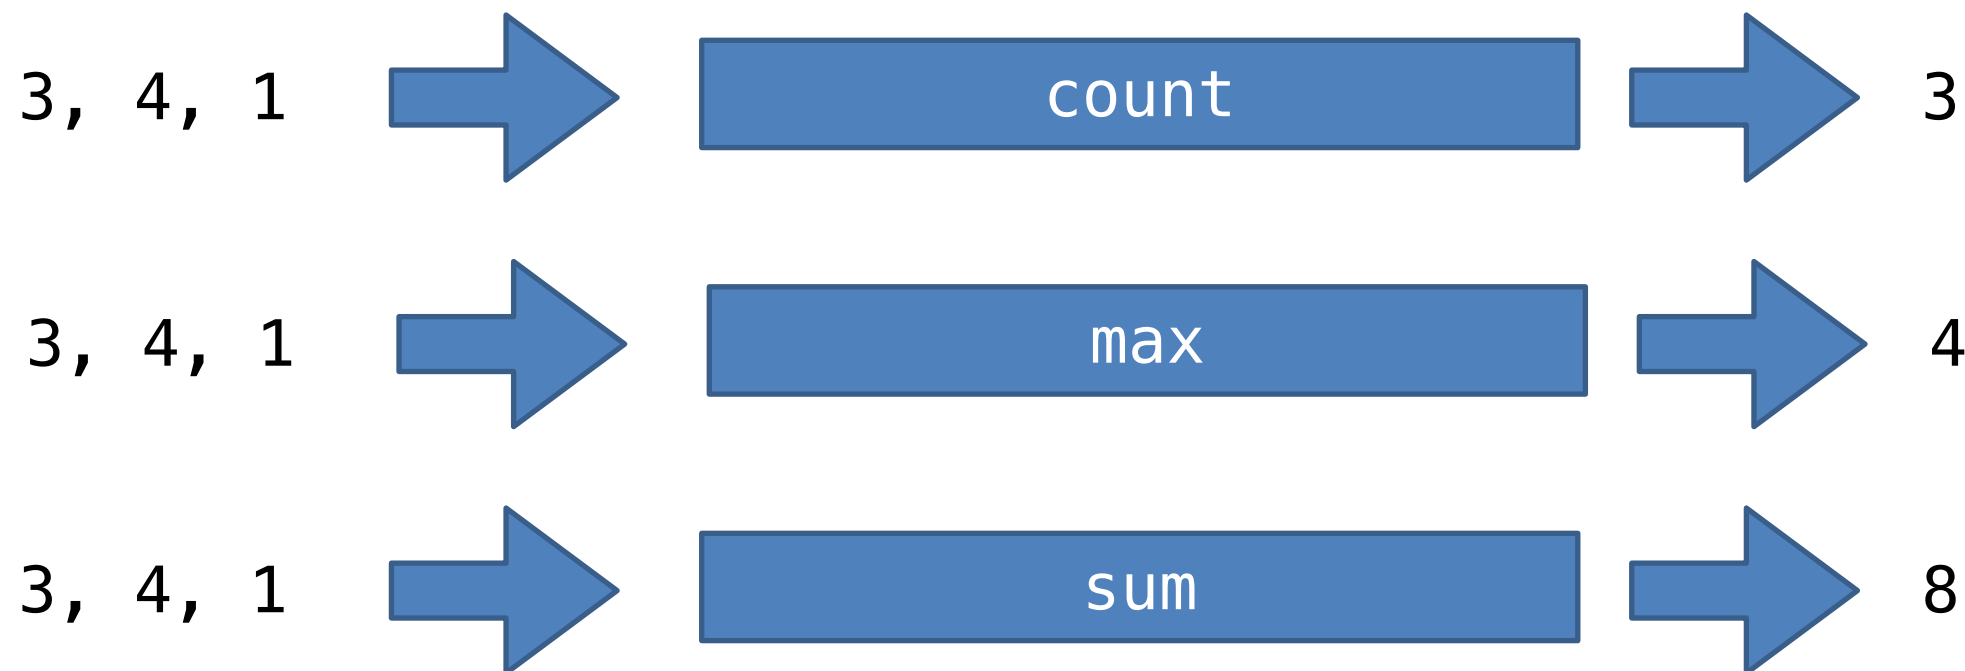 3, 4, 1 count 3
3, 4, 1 max 4
3, 4, 1 sum 8